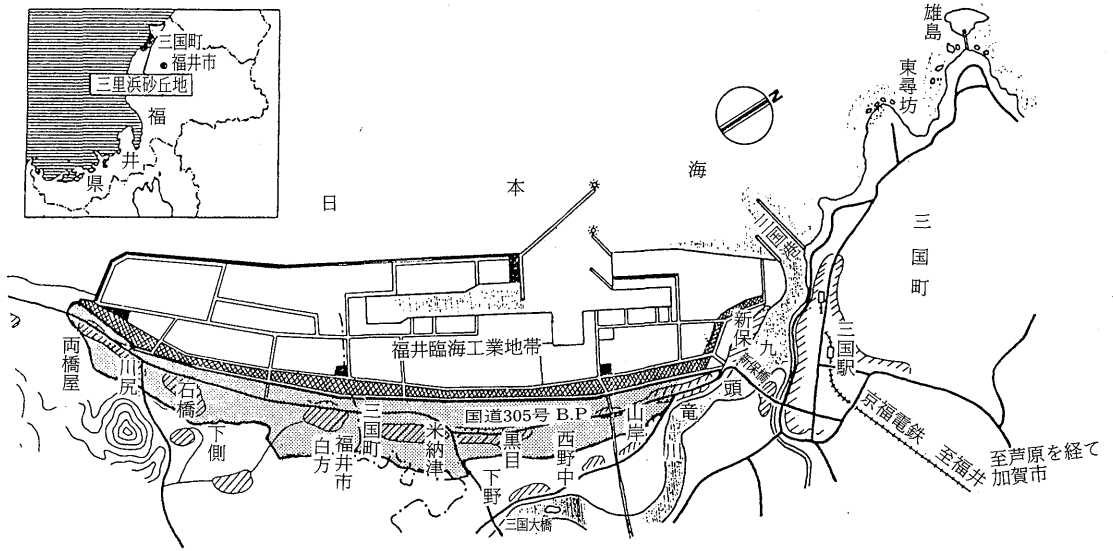 三国町
福井市
三里浜砂丘地
福
井
県
N
日
本
海
雄島
東尋坊
三国町
三国港
福井臨海工業地帯
新保
新保橋
九
頭
竜
川
三国駅
京福電鉄
至福井
至芦原を経て
加賀市
両橋屋
川尻
石橋
下側
白方
福井市
三国町
米納津
国道305号 B.P
黒目
下野
西野中
山岸
三国大橋